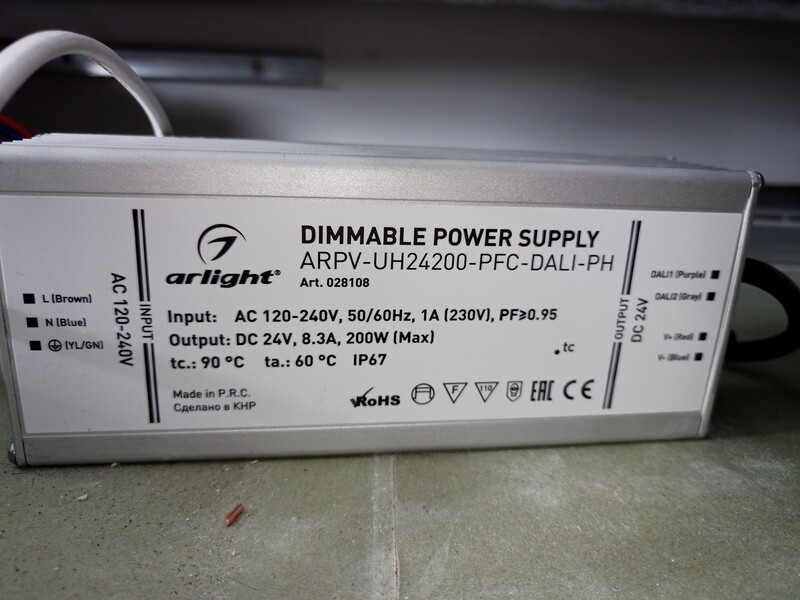 DIMMABLE POWER SUPPLY
ARPV-UH24200-PFC-DALI-PH
arlight®
Art. 028108
L (Brown)
N (Blue)
(YL/GN)
AC 120-240V
INPUT
Input: AC 120-240V, 50/60Hz, 1A (230V), PF≥0.95
Output: DC 24V, 8.3A, 200W (Max)
tc.: 90 °C ta.: 60 °C IP67
.tc
Made in P.R.C.
Сделано в КНР
RoHS F 110 EAC CE
OUTPUT
DC 24V
DALI1 (Purple)
DALI2 (Gray)
V+ (Red)
V- (Blue)